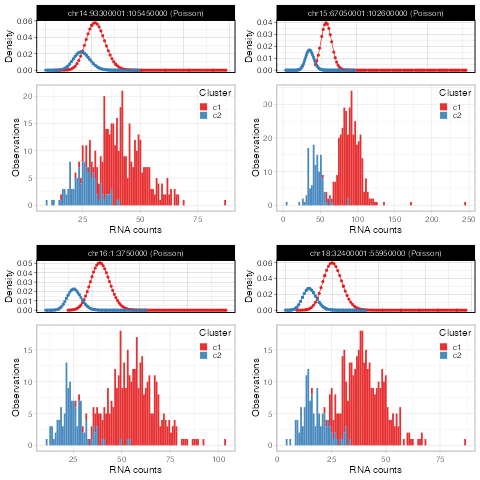 chr14:93300001:105450000 (Poisson)
0.06
0.04
0.02
0.00
Density
20
15
10
5
0
Observations
25
50
75
RNA counts
Cluster
c1
c2
chr15:67050001:102600000 (Poisson)
0.04
0.03
0.02
0.01
0.00
Density
30
20
10
0
Observations
0
50
100
150
200
250
RNA counts
Cluster
c1
c2
chr16:1:3750000 (Poisson)
0.05
0.04
0.03
0.02
0.01
0.00
Density
15
10
5
0
Observations
25
50
75
100
RNA counts
Cluster
c1
c2
chr18:32400001:55950000 (Poisson)
0.06
0.04
0.02
0.00
Density
15
10
5
0
Observations
0
25
50
75
RNA counts
Cluster
c1
c2